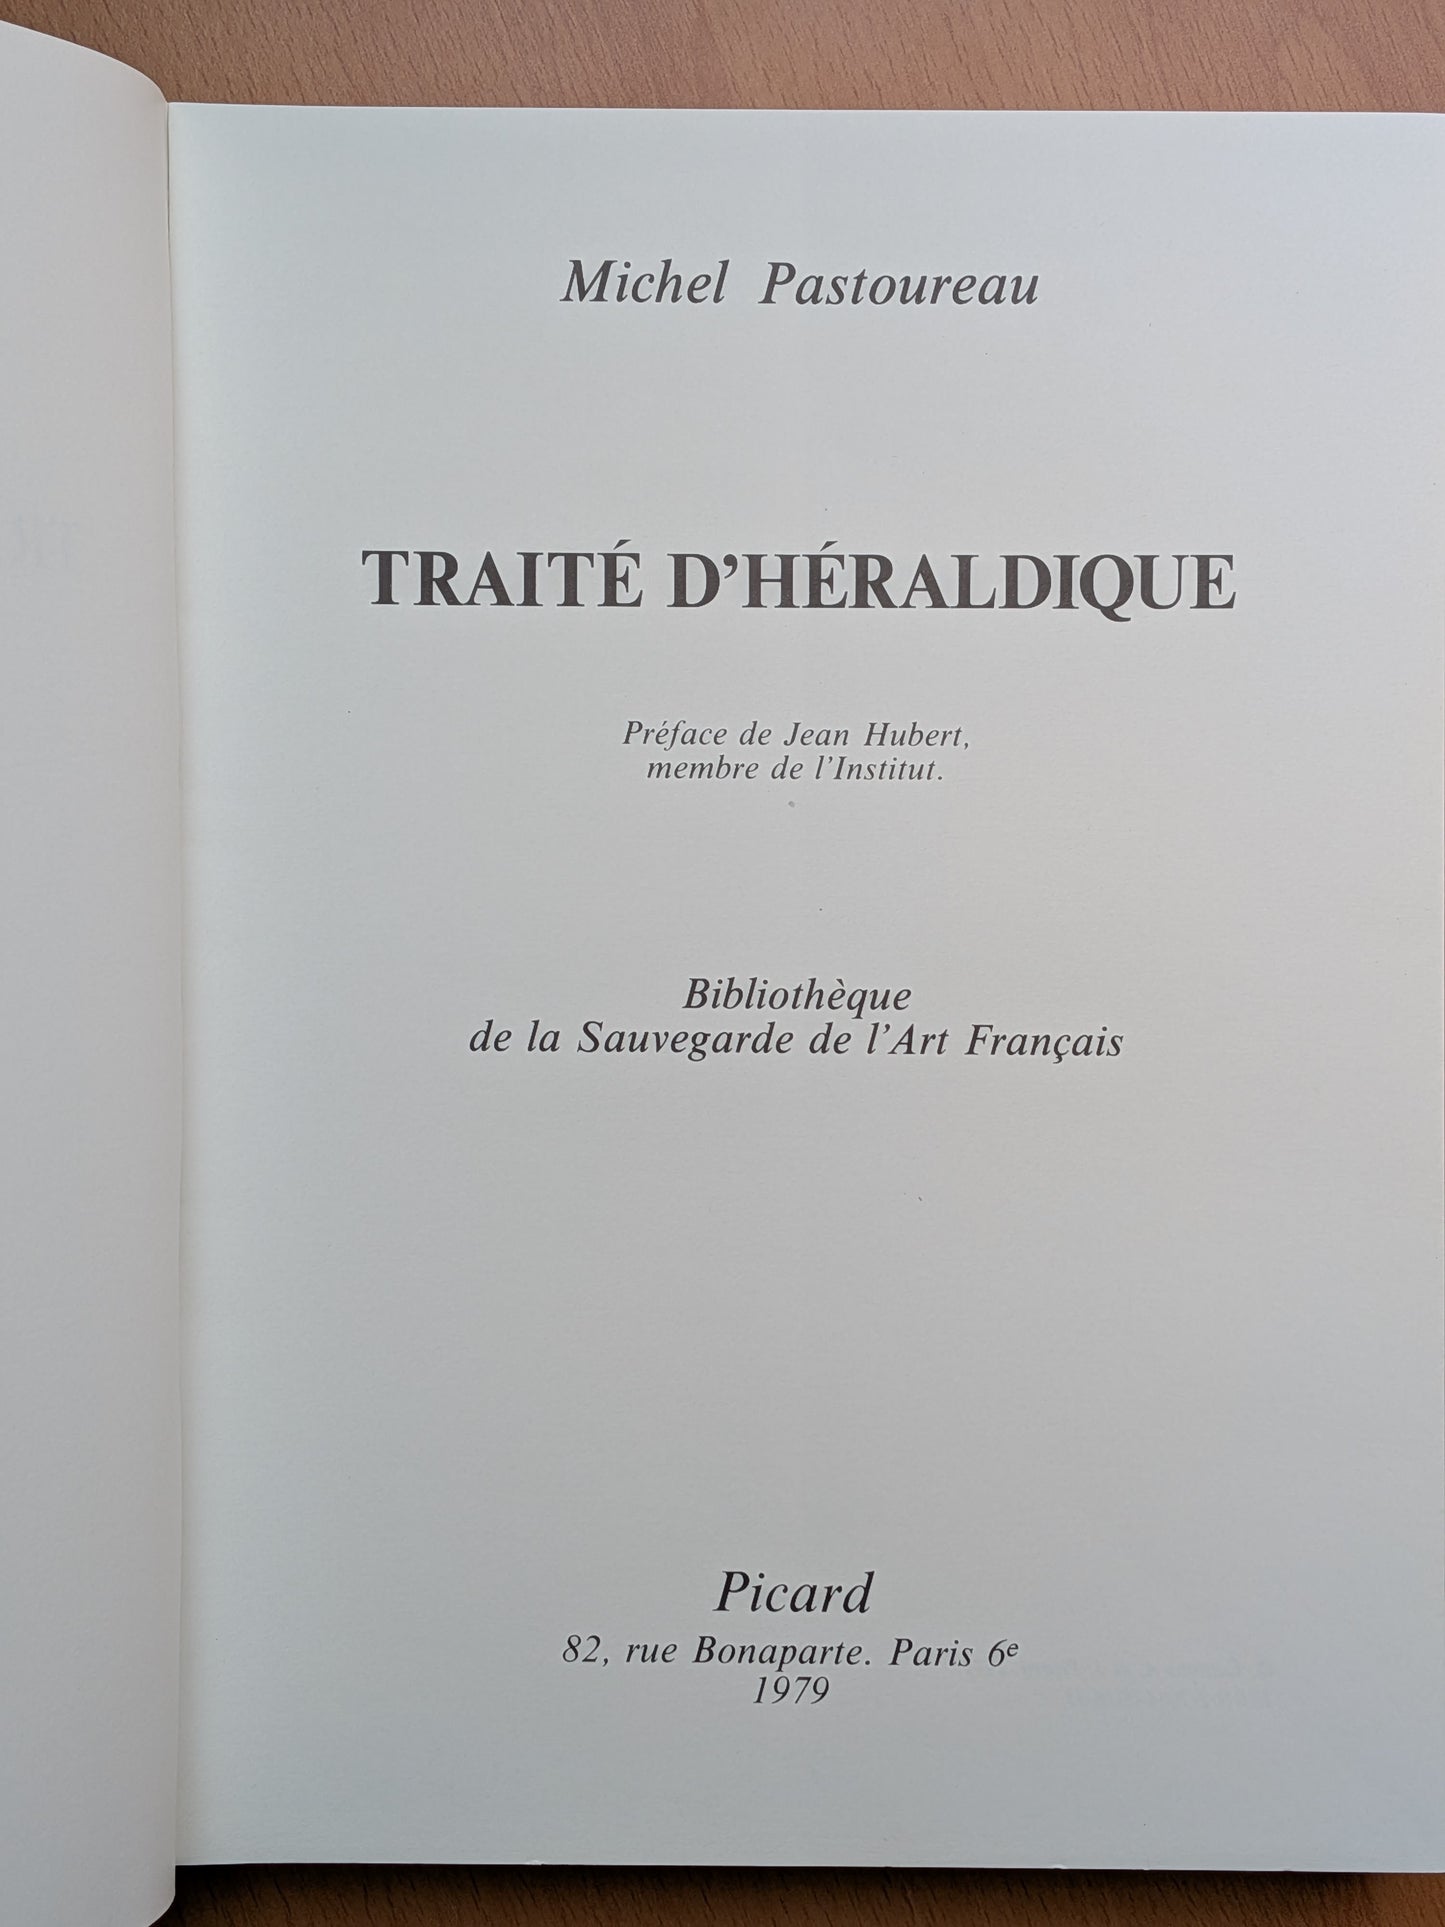 Michel Pastoureau
TRAITÉ D’HÉRALDIQUE
Préface de Jean Hubert,
membre de l’Institut.
Bibliothèque
de la Sauvegarde de l’Art Français
Picard
82, rue Bonaparte. Paris 6e
1979